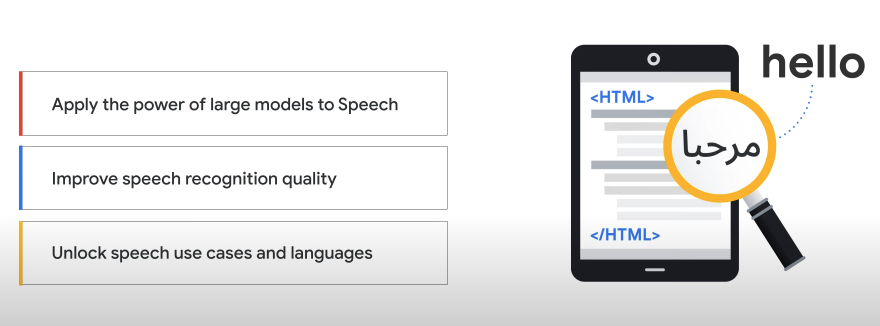 Apply the power of large models to Speech
Improve speech recognition quality
Unlock speech use cases and languages
hello
<HTML>
مرحبا
</HTML>